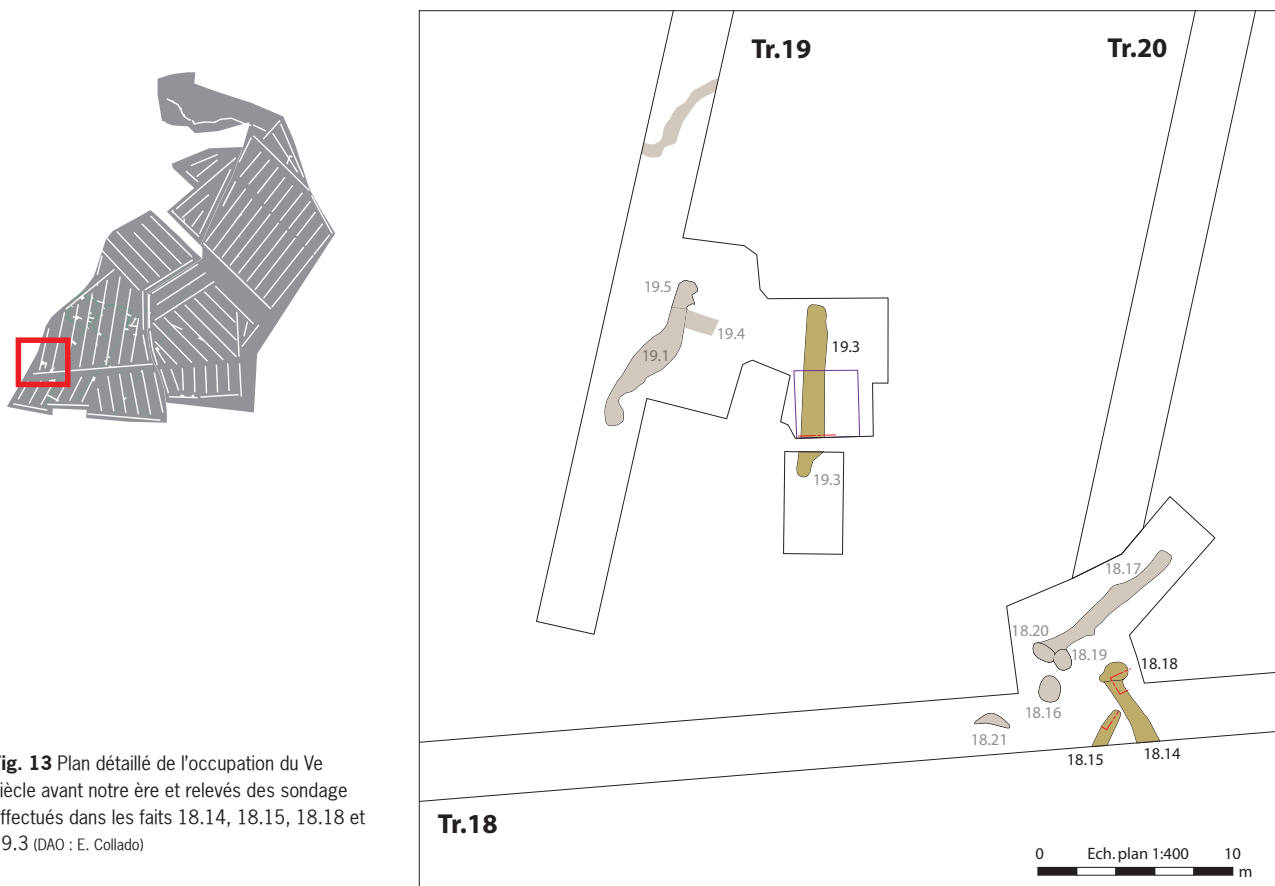 Tr.19
Tr.20
19.5
19.4
19.1
19.3
19.3
18.17
18.20
18.19
18.18
18.16
18.21
18.15
18.14
Tr.18
ig. 13 Plan détaillé de l'occupation du Ve
iècle avant notre ère et relevés des sondage
ffectués dans les faits 18.14, 18.15, 18.18 et
9.3 (DAO : E. Collado)
0 Ech. plan 1:400 10
m